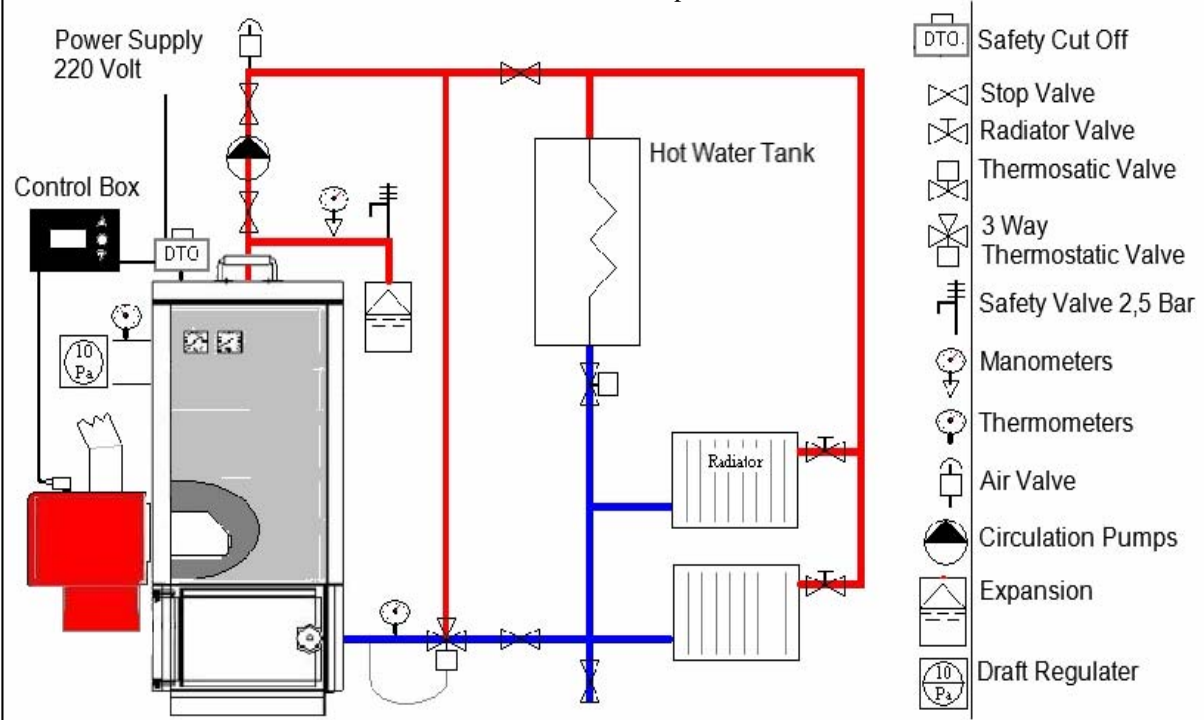 Power Supply
220 Volt
Control Box
DTO
10
Pa
Hot Water Tank
Radiator
DTO.
Safety Cut Off
Stop Valve
Radiator Valve
Thermosatic Valve
3 Way
Thermostatic Valve
Safety Valve 2,5 Bar
Manometers
Thermometers
Air Valve
Circulation Pumps
Expansion
10
Pa
Draft Regulater